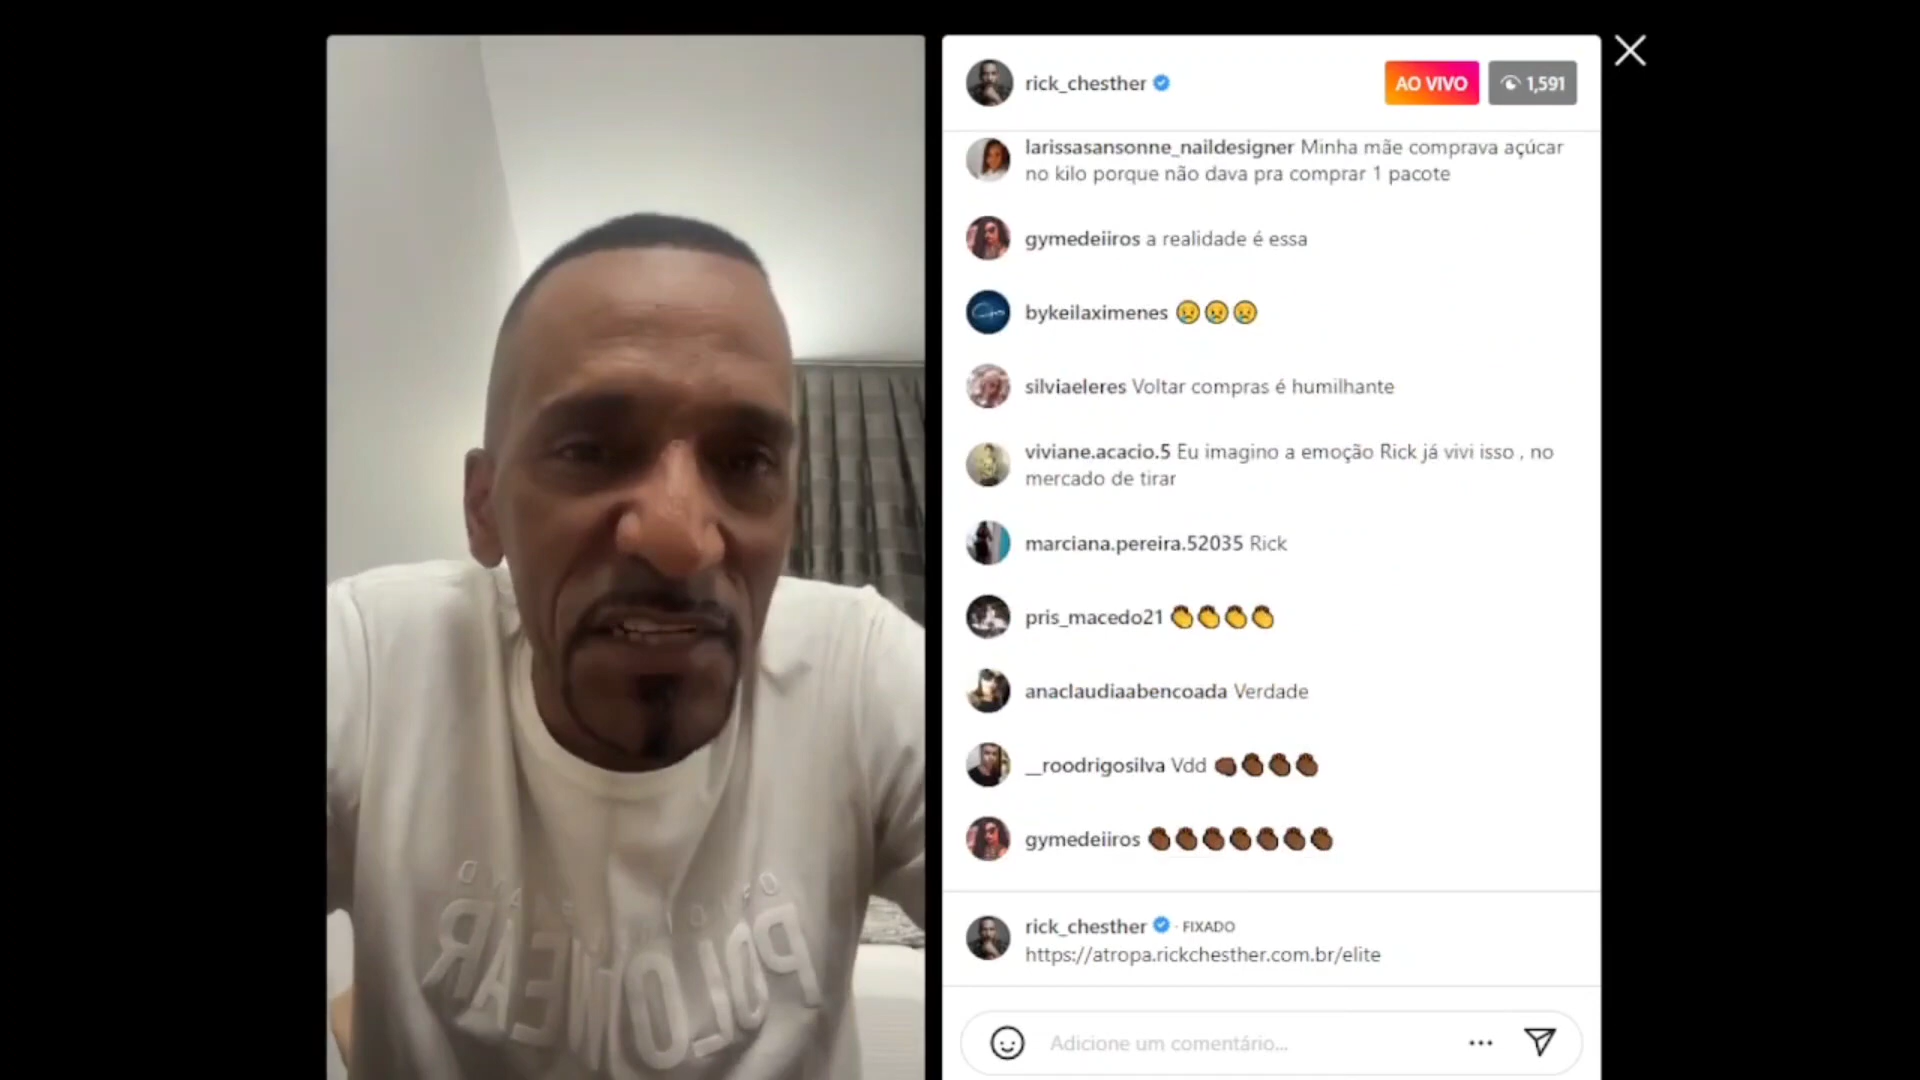 rick_chesther
AO VIVO
1,591
larissasansonne_naildesigner Minha mãe comprava açúcar
no kilo porque não dava pra comprar 1 pacote
gymedeiiros a realidade é essa
bykeilaximenes 😢😢😢
silviaeleres Voltar compras é humilhante
viviane.acacio.5 Eu imagino a emoção Rick já vivi isso , no
mercado de tirar
marciana.pereira.52035 Rick
pris_macedo21 👏👏👏👏
anaclaudiaabencoada Verdade
__roodrigosilva Vdd 👏🏾👏🏾👏🏾👏🏾
gymedeiiros 👏🏾👏🏾👏🏾👏🏾👏🏾👏🏾👏🏾
rick_chesther · FIXADO
https://atropa.rickchesther.com.br/elite
Adicione um comentário...
POLO WEAR